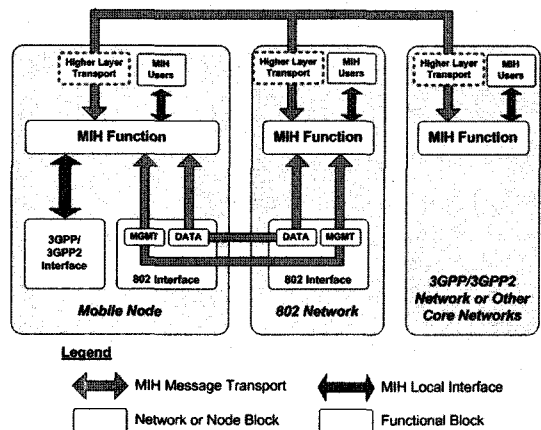 Higher Layer
Transport
MIH
Users
MIH Function
3GPP/
3GPP2
Interface
MGMT
DATA
802 Interface
Mobile Node
Higher Layer
Transport
MIH
Users
MIH Function
DATA
MGMT
802 Interface
802 Network
Higher Layer
Transport
MIH
Users
MIH Function
3GPP/3GPP2
Network or Other
Core Networks
Legend
MIH Message Transport
MIH Local Interface
Network or Node Block
Functional Block